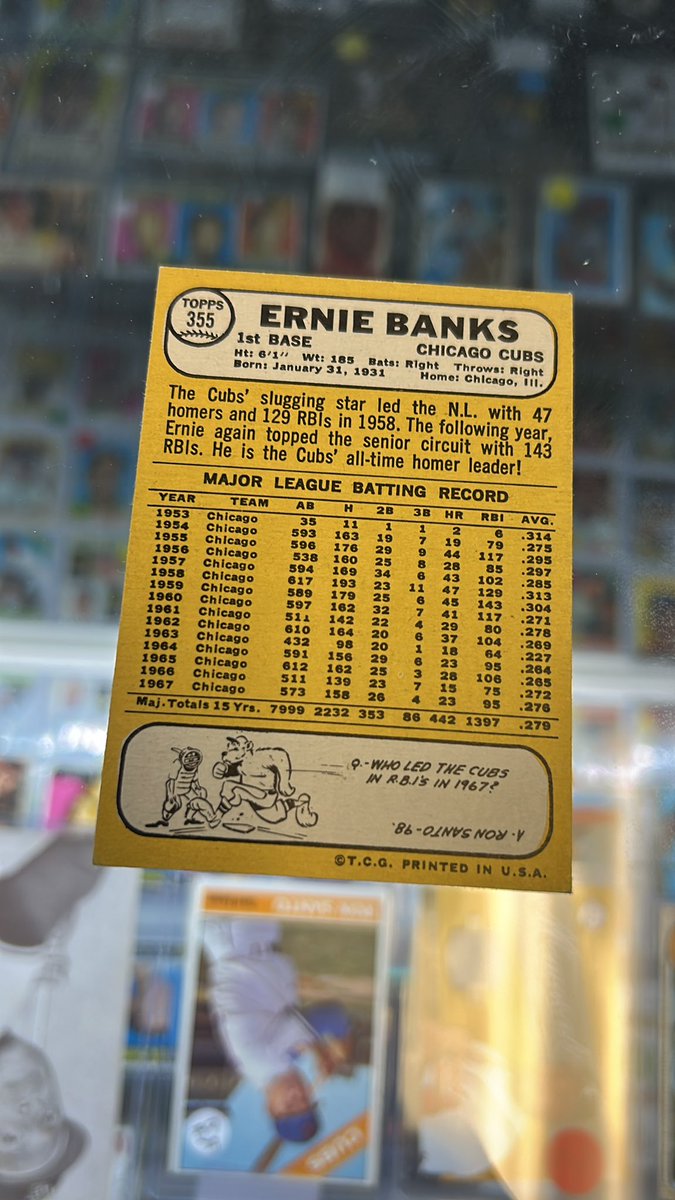 TOPPS
355
ERNIE BANKS
1st BASE CHICAGO CUBS
Ht: 6'1" Wt: 185 Bats: Right Throws: Right
Born: January 31, 1931 Home: Chicago, Ill.
The Cubs' slugging star led the N.L. with 47
homers and 129 RBIs in 1958. The following year,
Ernie again topped the senior circuit with 143
RBIs. He is the Cubs' all-time homer leader!
MAJOR LEAGUE BATTING RECORD
YEAR TEAM AB H 2B 3B HR RBI AVG.
1953 Chicago 35 11 1 1 2 6 .314
1954 Chicago 593 163 19 7 19 79 .275
1955 Chicago 596 176 29 9 44 117 .295
1956 Chicago 538 160 25 8 28 85 .297
1957 Chicago 594 169 34 6 43 102 .285
1958 Chicago 617 193 23 11 47 129 .313
1959 Chicago 589 179 25 6 45 143 .304
1960 Chicago 597 162 32 7 41 117 .271
1961 Chicago 511 142 22 4 29 80 .278
1962 Chicago 610 164 20 6 37 104 .269
1963 Chicago 432 98 20 1 18 64 .227
1964 Chicago 591 156 29 6 23 95 .264
1965 Chicago 612 162 25 3 28 106 .265
1966 Chicago 511 139 23 7 15 75 .272
1967 Chicago 573 158 26 4 23 95 .276
Maj. Totals 15 Yrs. 7999 2232 353 86 442 1397 .279
Q.-WHO LED THE CUBS
IN R.B.I'S IN 1967?
A. RON SANTO-98.
©T.C.G. PRINTED IN U.S.A.
RON SANTO
CUBS